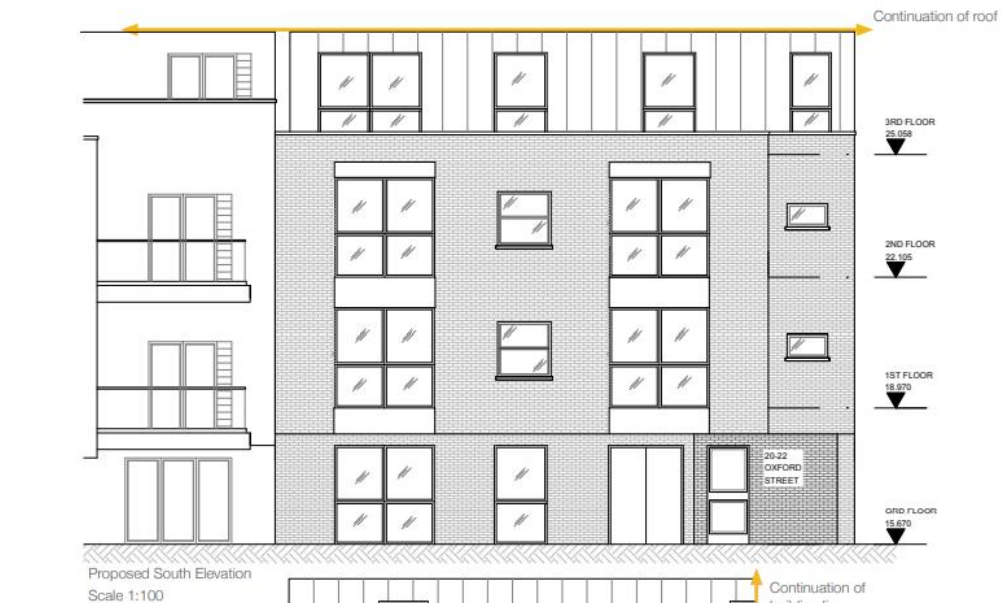 Continuation of roof
3RD FLOOR
25.058
2ND FLOOR
22.105
1ST FLOOR
18.970
20-22
OXFORD
STREET
GRD FLOOR
15.670
Proposed South Elevation
Scale 1:100
Continuation of